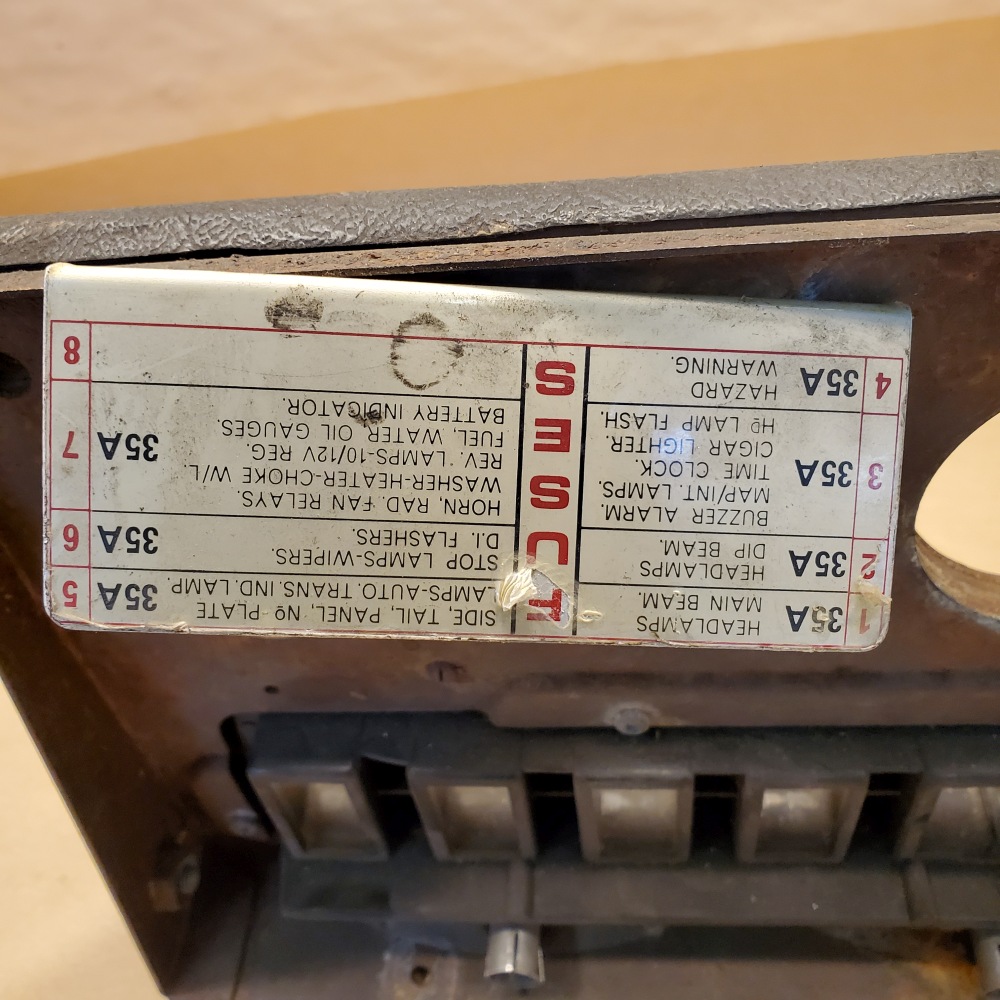 1 35A HEADLAMPS
MAIN BEAM.
2 35A HEADLAMPS
DIP BEAM.
3 35A BUZZER ALARM.
MAP/INT. LAMPS.
TIME CLOCK.
CIGAR LIGHTER.
Hᴅ LAMP FLASH.
4 35A HAZARD
WARNING.
FUSES
5 35A SIDE, TAIL, PANEL, Nº PLATE
LAMPS-AUTO. TRANS. IND LAMP
6 35A STOP LAMPS-WIPERS.
D.I. FLASHERS.
7 35A HORN, RAD. FAN RELAYS
WASHER-HEATER-CHOKE W/L
REV. LAMPS-10/12V REG
FUEL, WATER OIL GAUGES
BATTERY INDICATOR.
8